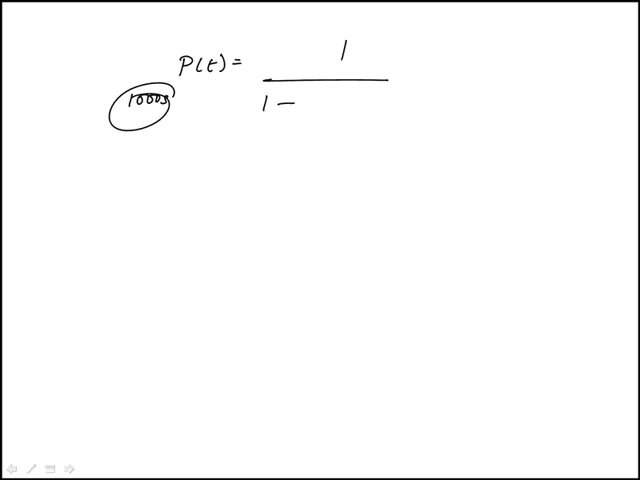 P(t) = 1
1000s 1 –